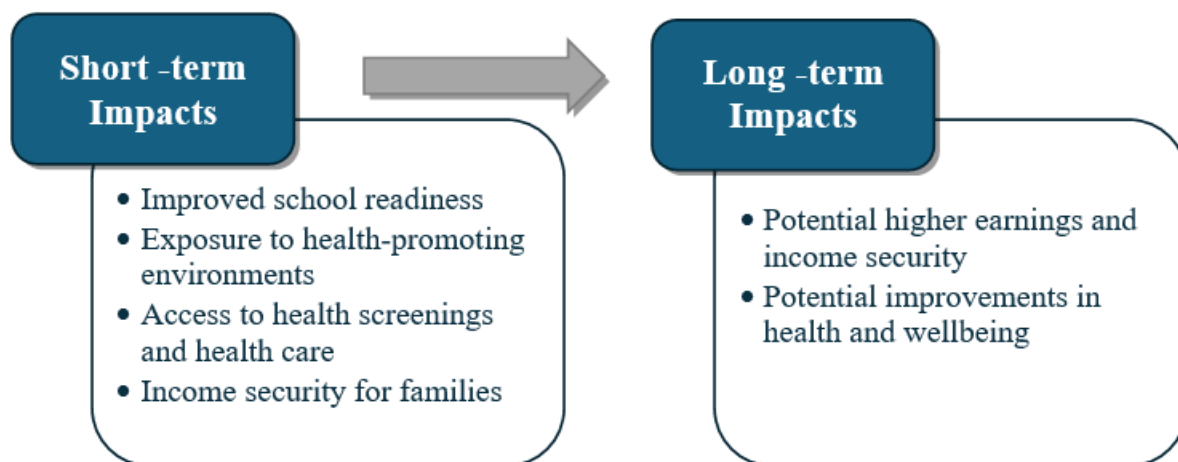 Short -term
Impacts
• Improved school readiness
• Exposure to health-promoting
environments
• Access to health screenings
and health care
• Income security for families
Long -term
Impacts
• Potential higher earnings and
income security
• Potential improvements in
health and wellbeing